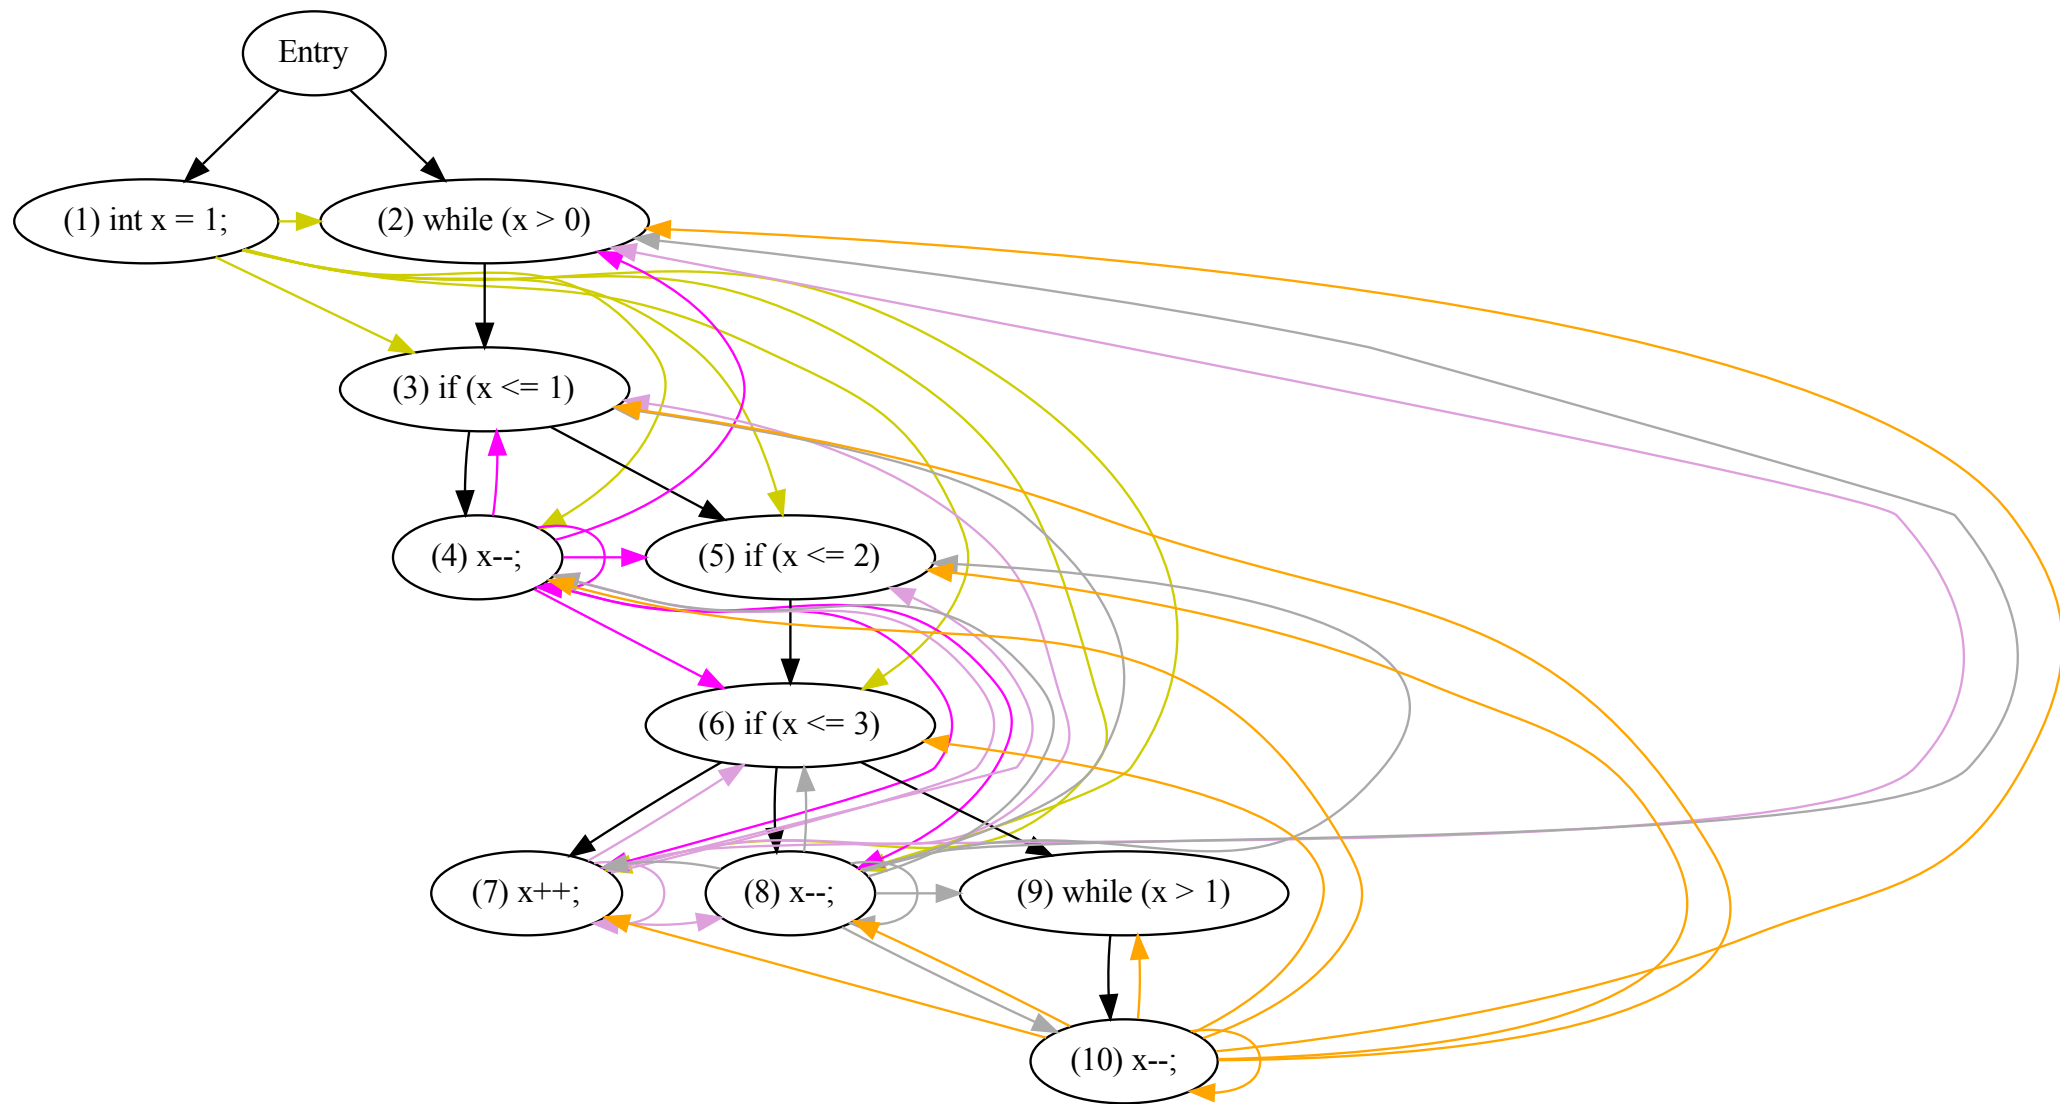 Entry
(1) int x = 1;
(2) while (x > 0)
(3) if (x <= 1)
(4) x--;
(5) if (x <= 2)
(6) if (x <= 3)
(7) x++;
(8) x--;
(9) while (x > 1)
(10) x--;